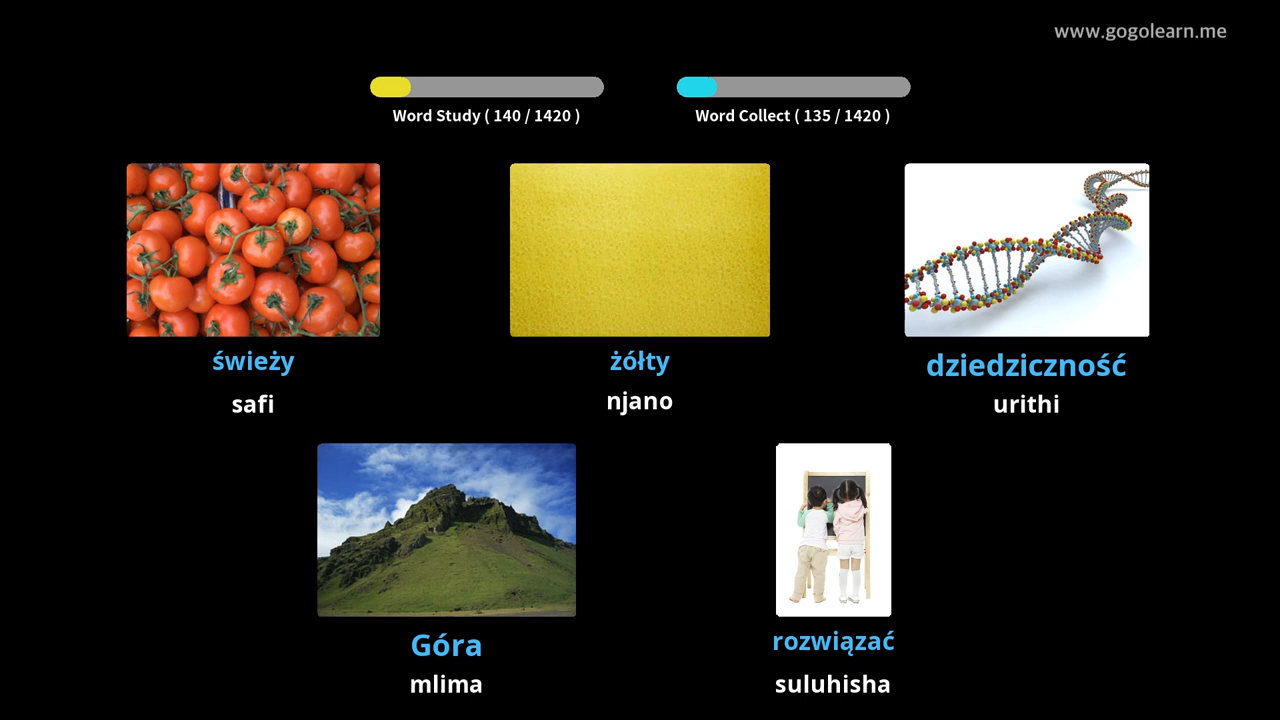 www.gogolearn.me
Word Study ( 140 / 1420 )
Word Collect ( 135 / 1420 )
świeży
safi
żółty
njano
dziedziczność
urithi
Góra
mlima
rozwiązać
suluhisha